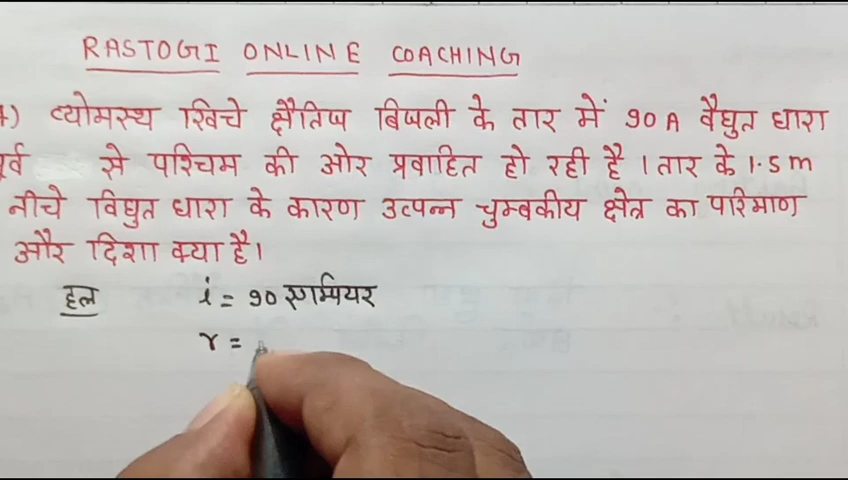 RASTOGI ONLINE COACHING
4) व्योमस्थ खिचे क्षैतिज बिजली के तार में 90 A वैधुत धारा
पूर्व से पश्चिम की ओर प्रवाहित हो रही है। तार के 1.5 m
नीचे विधुत धारा के कारण उत्पन्न चुम्बकीय क्षेत्र का परिमाण
और दिशा क्या है।
हल i = 90 एम्पियर
r =